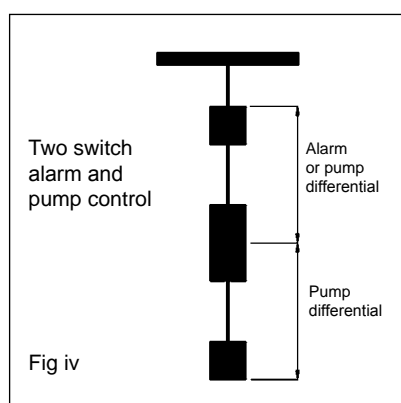 Two switch
alarm and
pump control
Alarm
or pump
differential
Pump
differential
Fig iv